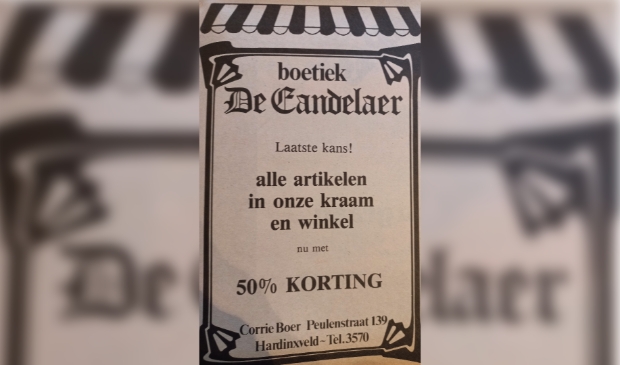 boetiek
De Candelaer
Laatste kans!
alle artikelen
in onze kraam
en winkel
nu met
50% KORTING
Corrie Boer Peulenstraat 139
Hardinxveld-Tel.3570